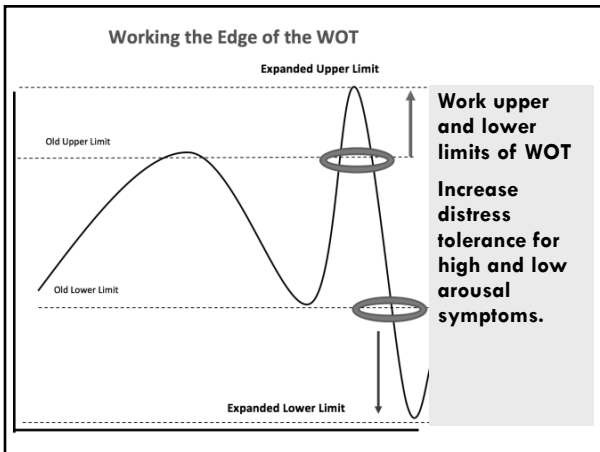 Working the Edge of the WOT
Expanded Upper Limit
Old Upper Limit
Old Lower Limit
Expanded Lower Limit
Work upper
and lower
limits of WOT
Increase
distress
tolerance for
high and low
arousal
symptoms.